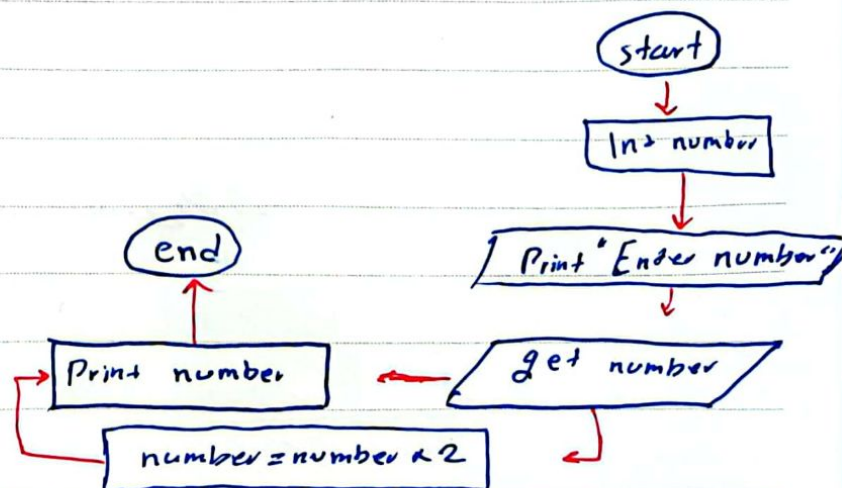 start
Int number
Print "Enter number"
get number
number = number * 2
Print number
end